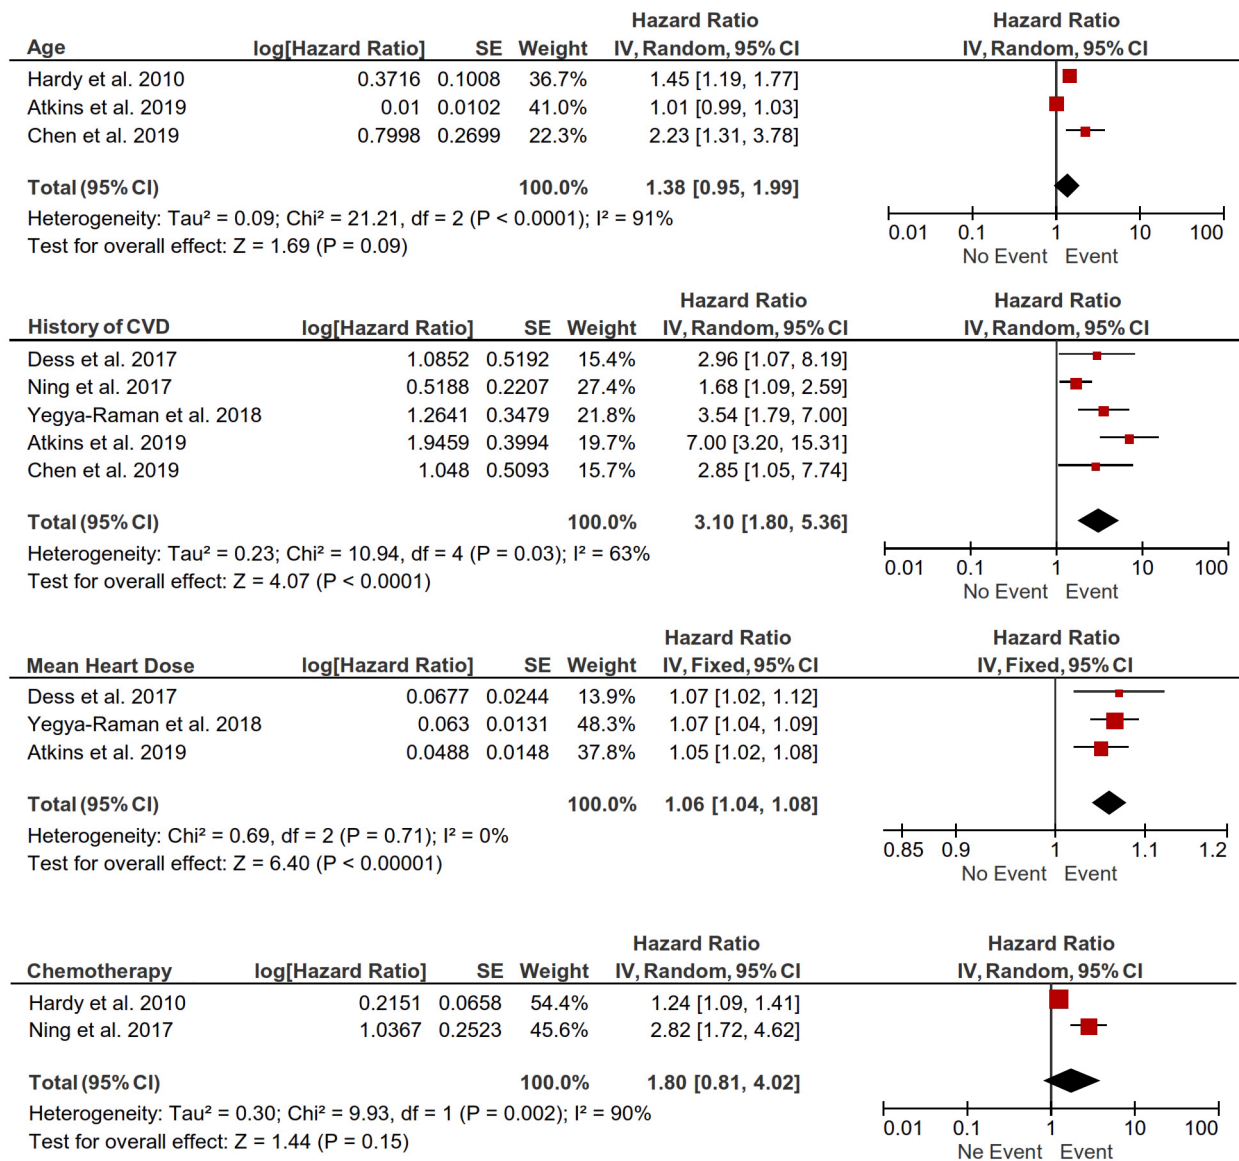 Hazard Ratio Hazard Ratio
Age log[Hazard Ratio] SE Weight IV, Random, 95% CI IV, Random, 95% CI
Hardy et al. 2010 0.3716 0.1008 36.7% 1.45 [1.19, 1.77]
Atkins et al. 2019 0.01 0.0102 41.0% 1.01 [0.99, 1.03]
Chen et al. 2019 0.7998 0.2699 22.3% 2.23 [1.31, 3.78]
Total (95% CI) 100.0% 1.38 [0.95, 1.99]
Heterogeneity: Tau² = 0.09; Chi² = 21.21, df = 2 (P < 0.0001); I² = 91%
Test for overall effect: Z = 1.69 (P = 0.09)
0.01 0.1 1 10 100
No Event Event
Hazard Ratio Hazard Ratio
History of CVD log[Hazard Ratio] SE Weight IV, Random, 95% CI IV, Random, 95% CI
Dess et al. 2017 1.0852 0.5192 15.4% 2.96 [1.07, 8.19]
Ning et al. 2017 0.5188 0.2207 27.4% 1.68 [1.09, 2.59]
Yegya-Raman et al. 2018 1.2641 0.3479 21.8% 3.54 [1.79, 7.00]
Atkins et al. 2019 1.9459 0.3994 19.7% 7.00 [3.20, 15.31]
Chen et al. 2019 1.048 0.5093 15.7% 2.85 [1.05, 7.74]
Total (95% CI) 100.0% 3.10 [1.80, 5.36]
Heterogeneity: Tau² = 0.23; Chi² = 10.94, df = 4 (P = 0.03); I² = 63%
Test for overall effect: Z = 4.07 (P < 0.0001)
0.01 0.1 1 10 100
No Event Event
Hazard Ratio Hazard Ratio
Mean Heart Dose log[Hazard Ratio] SE Weight IV, Fixed, 95% CI IV, Fixed, 95% CI
Dess et al. 2017 0.0677 0.0244 13.9% 1.07 [1.02, 1.12]
Yegya-Raman et al. 2018 0.063 0.0131 48.3% 1.07 [1.04, 1.09]
Atkins et al. 2019 0.0488 0.0148 37.8% 1.05 [1.02, 1.08]
Total (95% CI) 100.0% 1.06 [1.04, 1.08]
Heterogeneity: Chi² = 0.69, df = 2 (P = 0.71); I² = 0%
Test for overall effect: Z = 6.40 (P < 0.00001)
0.85 0.9 1 1.1 1.2
No Event Event
Hazard Ratio Hazard Ratio
Chemotherapy log[Hazard Ratio] SE Weight IV, Random, 95% CI IV, Random, 95% CI
Hardy et al. 2010 0.2151 0.0658 54.4% 1.24 [1.09, 1.41]
Ning et al. 2017 1.0367 0.2523 45.6% 2.82 [1.72, 4.62]
Total (95% CI) 100.0% 1.80 [0.81, 4.02]
Heterogeneity: Tau² = 0.30; Chi² = 9.93, df = 1 (P = 0.002); I² = 90%
Test for overall effect: Z = 1.44 (P = 0.15)
0.01 0.1 1 10 100
Ne Event Event